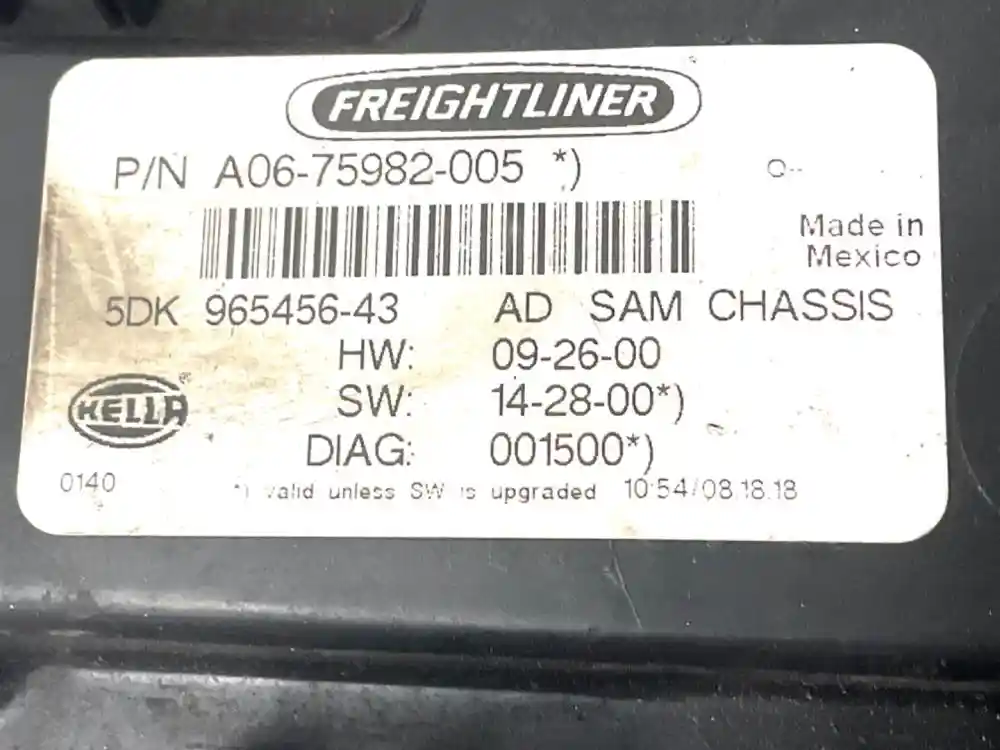 FREIGHTLINER
P/N A06-75982-005 *)
Q--
Made in
Mexico
5DK 965456-43 AD SAM CHASSIS
HW: 09-26-00
SW: 14-28-00*)
DIAG: 001500*)
HELLA
0140
*) valid unless SW is upgraded 10:54/08.18.18